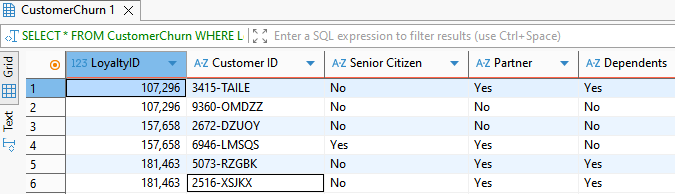 CustomerChurn 1
SELECT * FROM CustomerChurn WHERE L Enter a SQL expression to filter results (use Ctrl+Space)
Grid
Text
123 LoyaltyID A-Z Customer ID A-Z Senior Citizen A-Z Partner A-Z Dependents
1 107,296 3415-TAILE No Yes Yes
2 107,296 9360-OMDZZ No No No
3 157,658 2672-DZUOY No No No
4 157,658 6946-LMSQS Yes Yes No
5 181,463 5073-RZGBK No Yes Yes
6 181,463 2516-XSJKX No Yes Yes